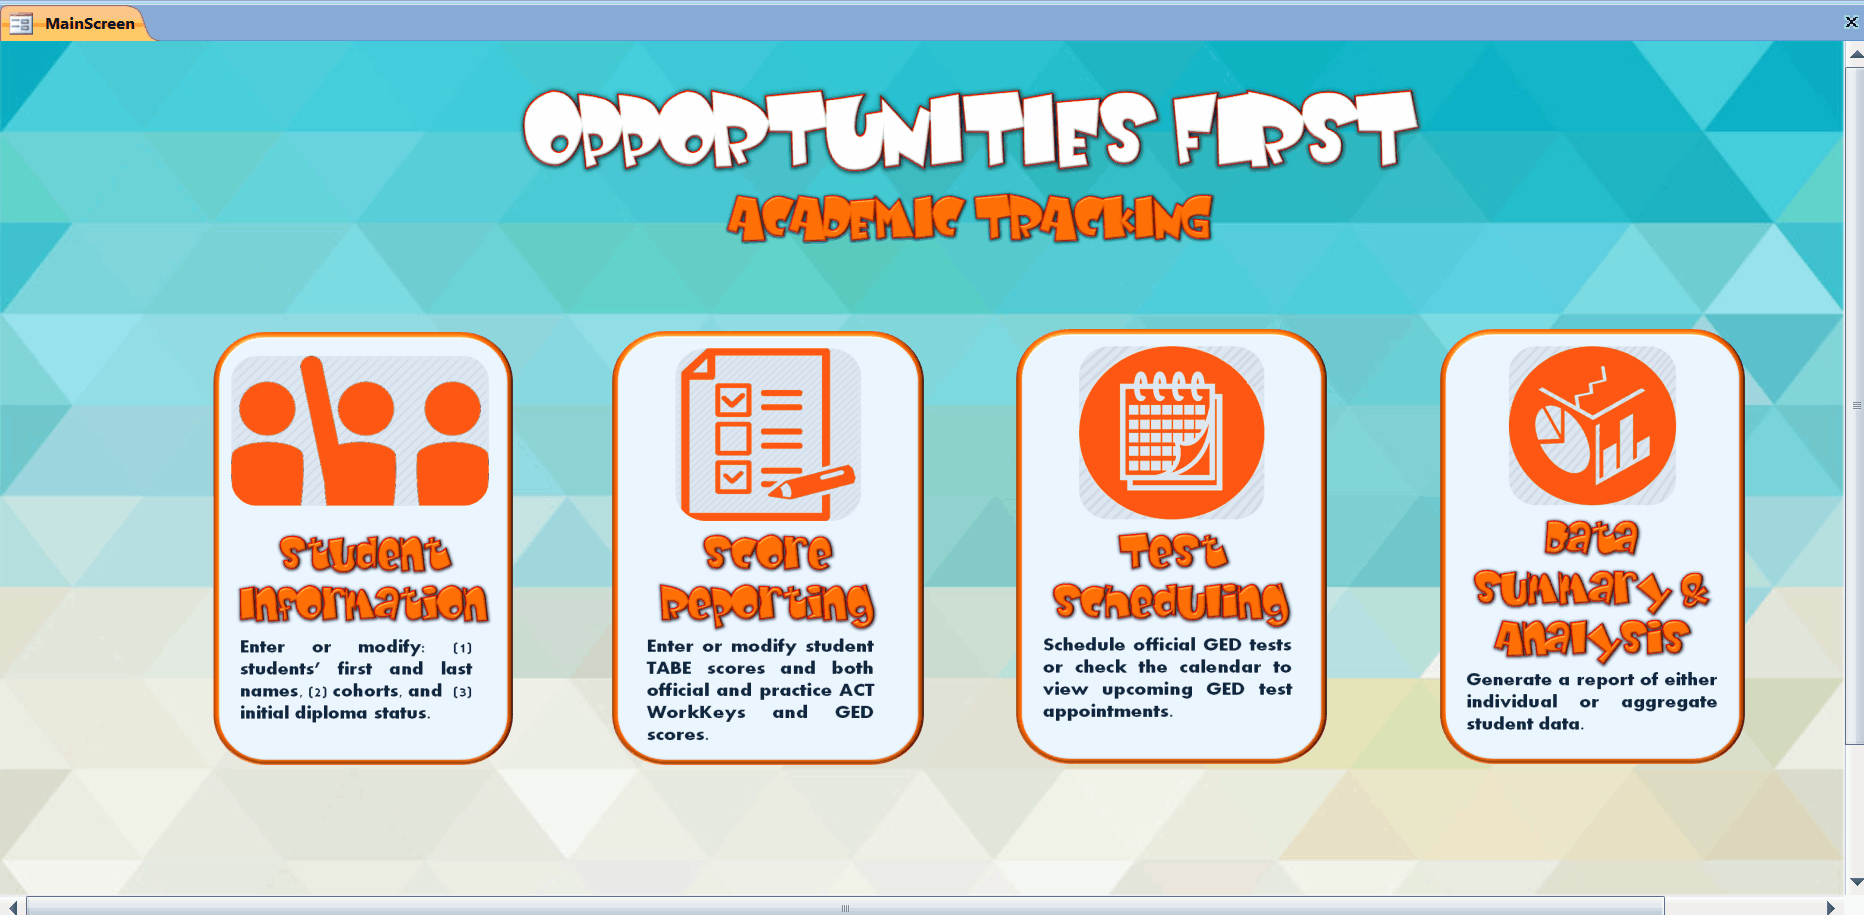 MainScreen
OPPORTUNITIES FIRST
ACADEMIC TRACKING
Student
Information
Enter or modify: (1)
students' first and last
names, (2) cohorts, and (3)
initial diploma status.
Score
Reporting
Enter or modify student
TABE scores and both
official and practice ACT
WorkKeys and GED
scores.
Test
Scheduling
Schedule official GED tests
or check the calendar to
view upcoming GED test
appointments.
Data
Summary &
Analysis
Generate a report of either
individual or aggregate
student data.